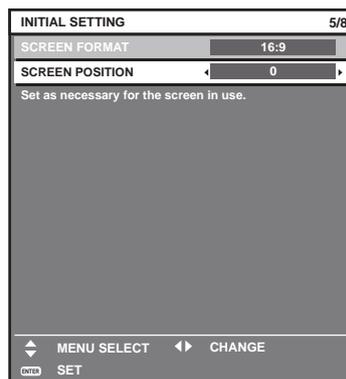 INITIAL SETTING 5/8
SCREEN FORMAT 16:9
SCREEN POSITION 0
Set as necessary for the screen in use.
MENU SELECT CHANGE
ENTER SET